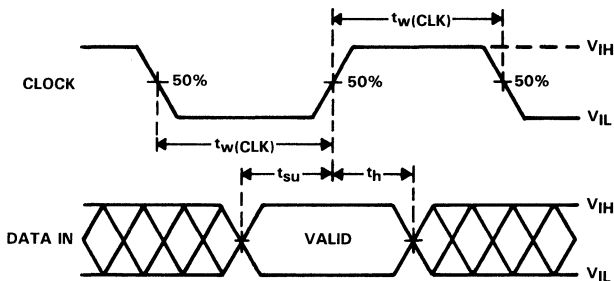 tw(CLK)
VIH
CLOCK
50%
50%
50%
VIL
tw(CLK)
tsu
th
VIH
DATA IN
VALID
VIL